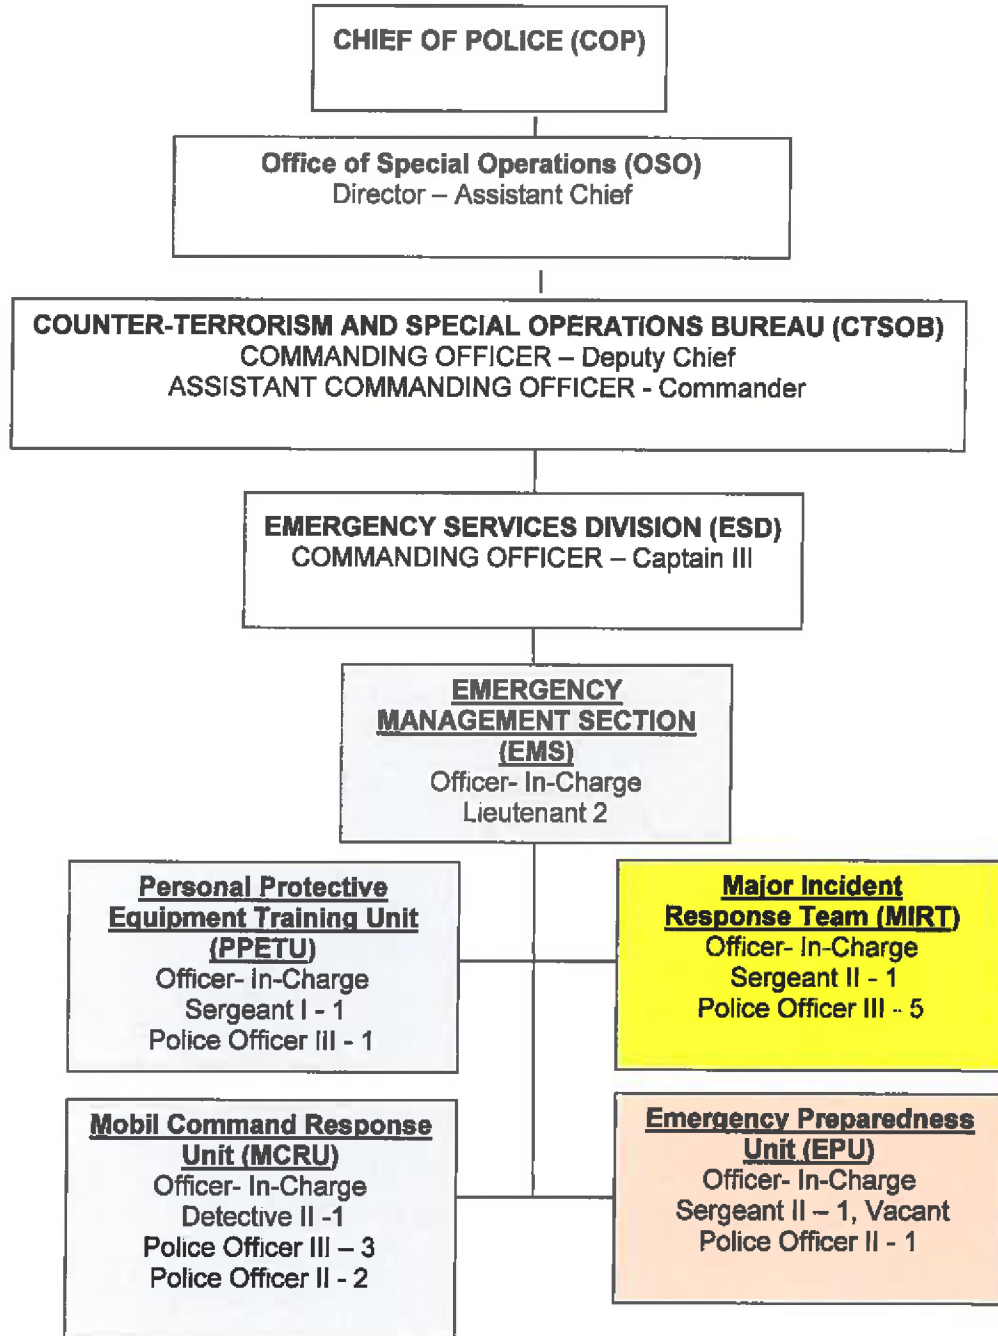 CHIEF OF POLICE (COP)
Office of Special Operations (OSO)
Director – Assistant Chief
COUNTER-TERRORISM AND SPECIAL OPERATIONS BUREAU (CTSOB)
COMMANDING OFFICER – Deputy Chief
ASSISTANT COMMANDING OFFICER - Commander
EMERGENCY SERVICES DIVISION (ESD)
COMMANDING OFFICER – Captain III
EMERGENCY
MANAGEMENT SECTION
(EMS)
Officer- In-Charge
Lieutenant 2
Personal Protective
Equipment Training Unit
(PPETU)
Officer- In-Charge
Sergeant I - 1
Police Officer III - 1
Major Incident
Response Team (MIRT)
Officer- In-Charge
Sergeant II - 1
Police Officer III - 5
Mobil Command Response
Unit (MCRU)
Officer- In-Charge
Detective II -1
Police Officer III – 3
Police Officer II - 2
Emergency Preparedness
Unit (EPU)
Officer- In-Charge
Sergeant II – 1, Vacant
Police Officer II - 1